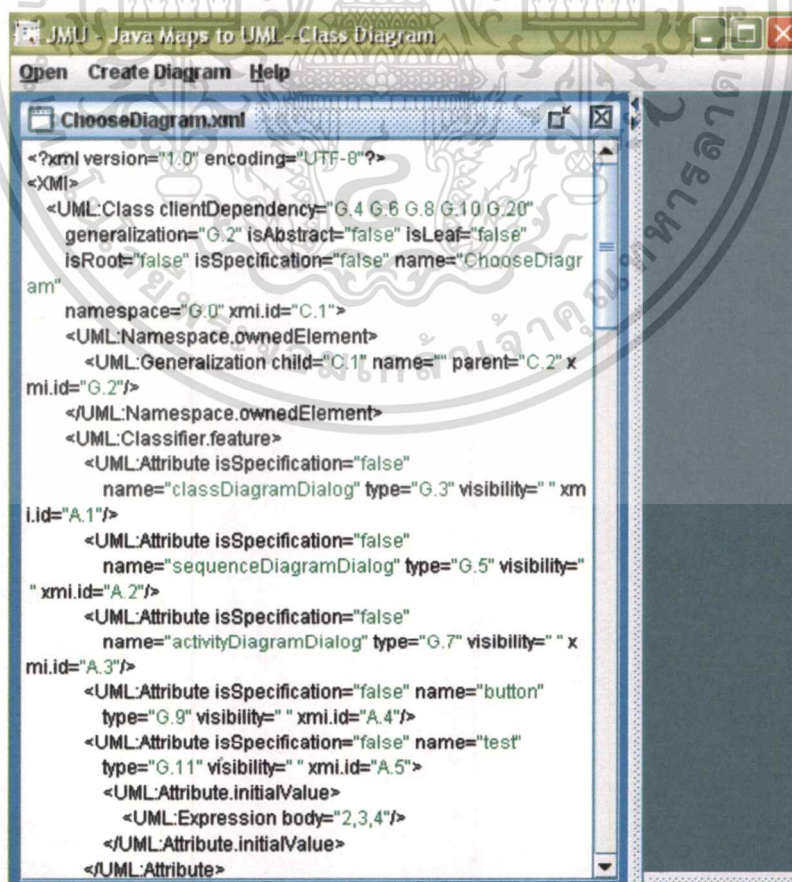 JMU - Java Maps to UML--Class Diagram
Open Create Diagram Help
ChooseDiagram.xml
<?xml version="1.0" encoding="UTF-8"?>
<XMI>
<UML:Class clientDependency="G.4 G.6 G.8 G.10 G.20"
generalization="G.2" isAbstract="false" isLeaf="false"
isRoot="false" isSpecification="false" name="ChooseDiagr
am"
namespace="G.0" xmi.id="C.1">
<UML:Namespace.ownedElement>
<UML:Generalization child="C.1" name="" parent="C.2" x
mi.id="G.2"/>
</UML:Namespace.ownedElement>
<UML:Classifier.feature>
<UML:Attribute isSpecification="false"
name="classDiagramDialog" type="G.3" visibility=" " xm
i.id="A.1"/>
<UML:Attribute isSpecification="false"
name="sequenceDiagramDialog" type="G.5" visibility="
" xmi.id="A.2"/>
<UML:Attribute isSpecification="false"
name="activityDiagramDialog" type="G.7" visibility=" " x
mi.id="A.3"/>
<UML:Attribute isSpecification="false" name="button"
type="G.9" visibility=" " xmi.id="A.4"/>
<UML:Attribute isSpecification="false" name="test"
type="G.11" visibility=" " xmi.id="A.5">
<UML:Attribute.initialValue>
<UML:Expression body="2,3,4"/>
</UML:Attribute.initialValue>
</UML:Attribute>